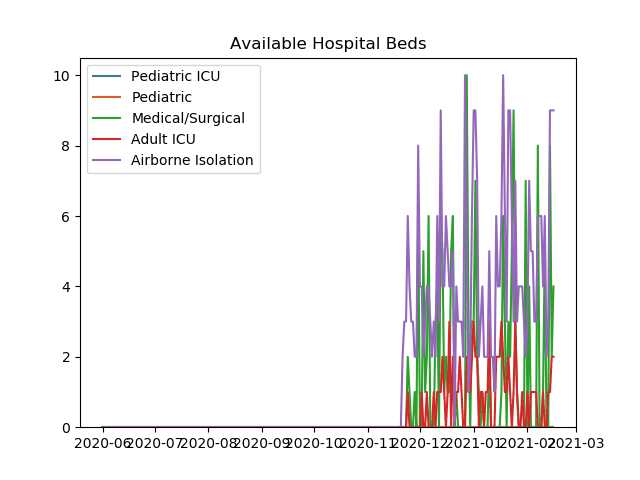 Available Hospital Beds
Pediatric ICU
Pediatric
Medical/Surgical
Adult ICU
Airborne Isolation
10
8
6
4
2
0
2020-06 2020-07 2020-08 2020-09 2020-10 2020-11 2020-12 2021-01 2021-02 2021-03